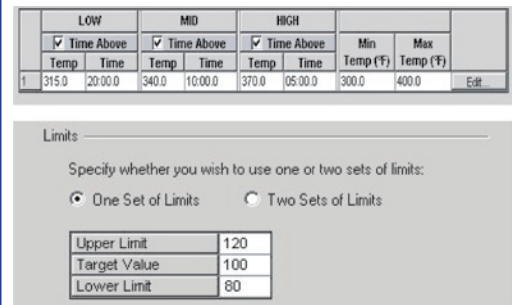 LOW MID HIGH
Time Above Time Above Time Above Min Max
Temp Time Temp Time Temp Time Temp (°F) Temp (°F)
1 315.0 20:00.0 340.0 10:00.0 370.0 05:00.0 300.0 400.0 Edit...
Limits
Specify whether you wish to use one or two sets of limits:
One Set of Limits Two Sets of Limits
Upper Limit 120
Target Value 100
Lower Limit 80